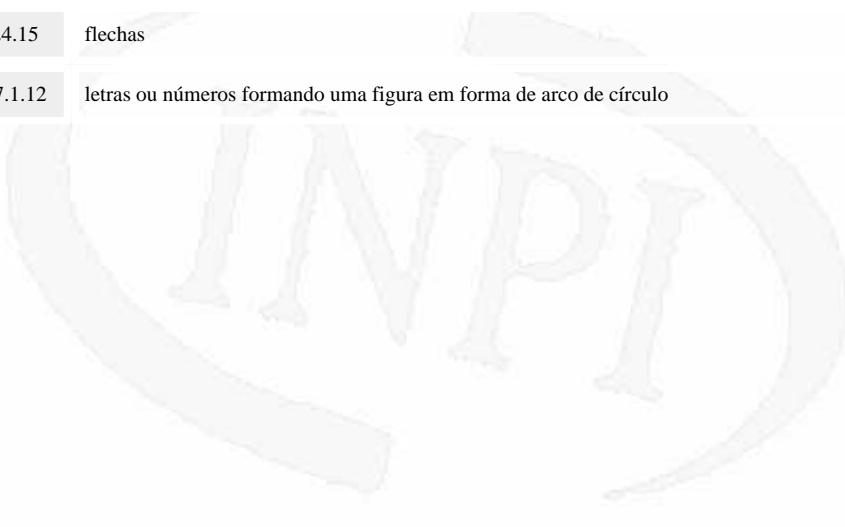 4.15 flechas
7.1.12 letras ou números formando uma figura em forma de arco de círculo
INPI